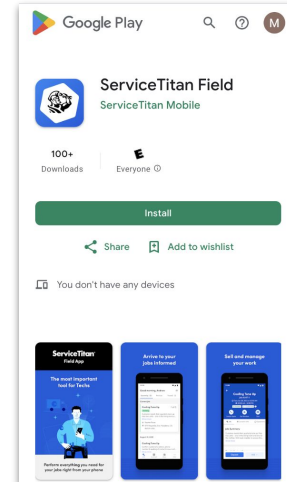 Google Play
M
ServiceTitan Field
ServiceTitan Mobile
100+
Downloads
E
Everyone
Install
Share
Add to wishlist
You don't have any devices
ServiceTitan
Field App
The most important
tool for Techs
Perform everything you need for
your jobs right from your phone
Arrive to your
jobs informed
Sell and manage
your work